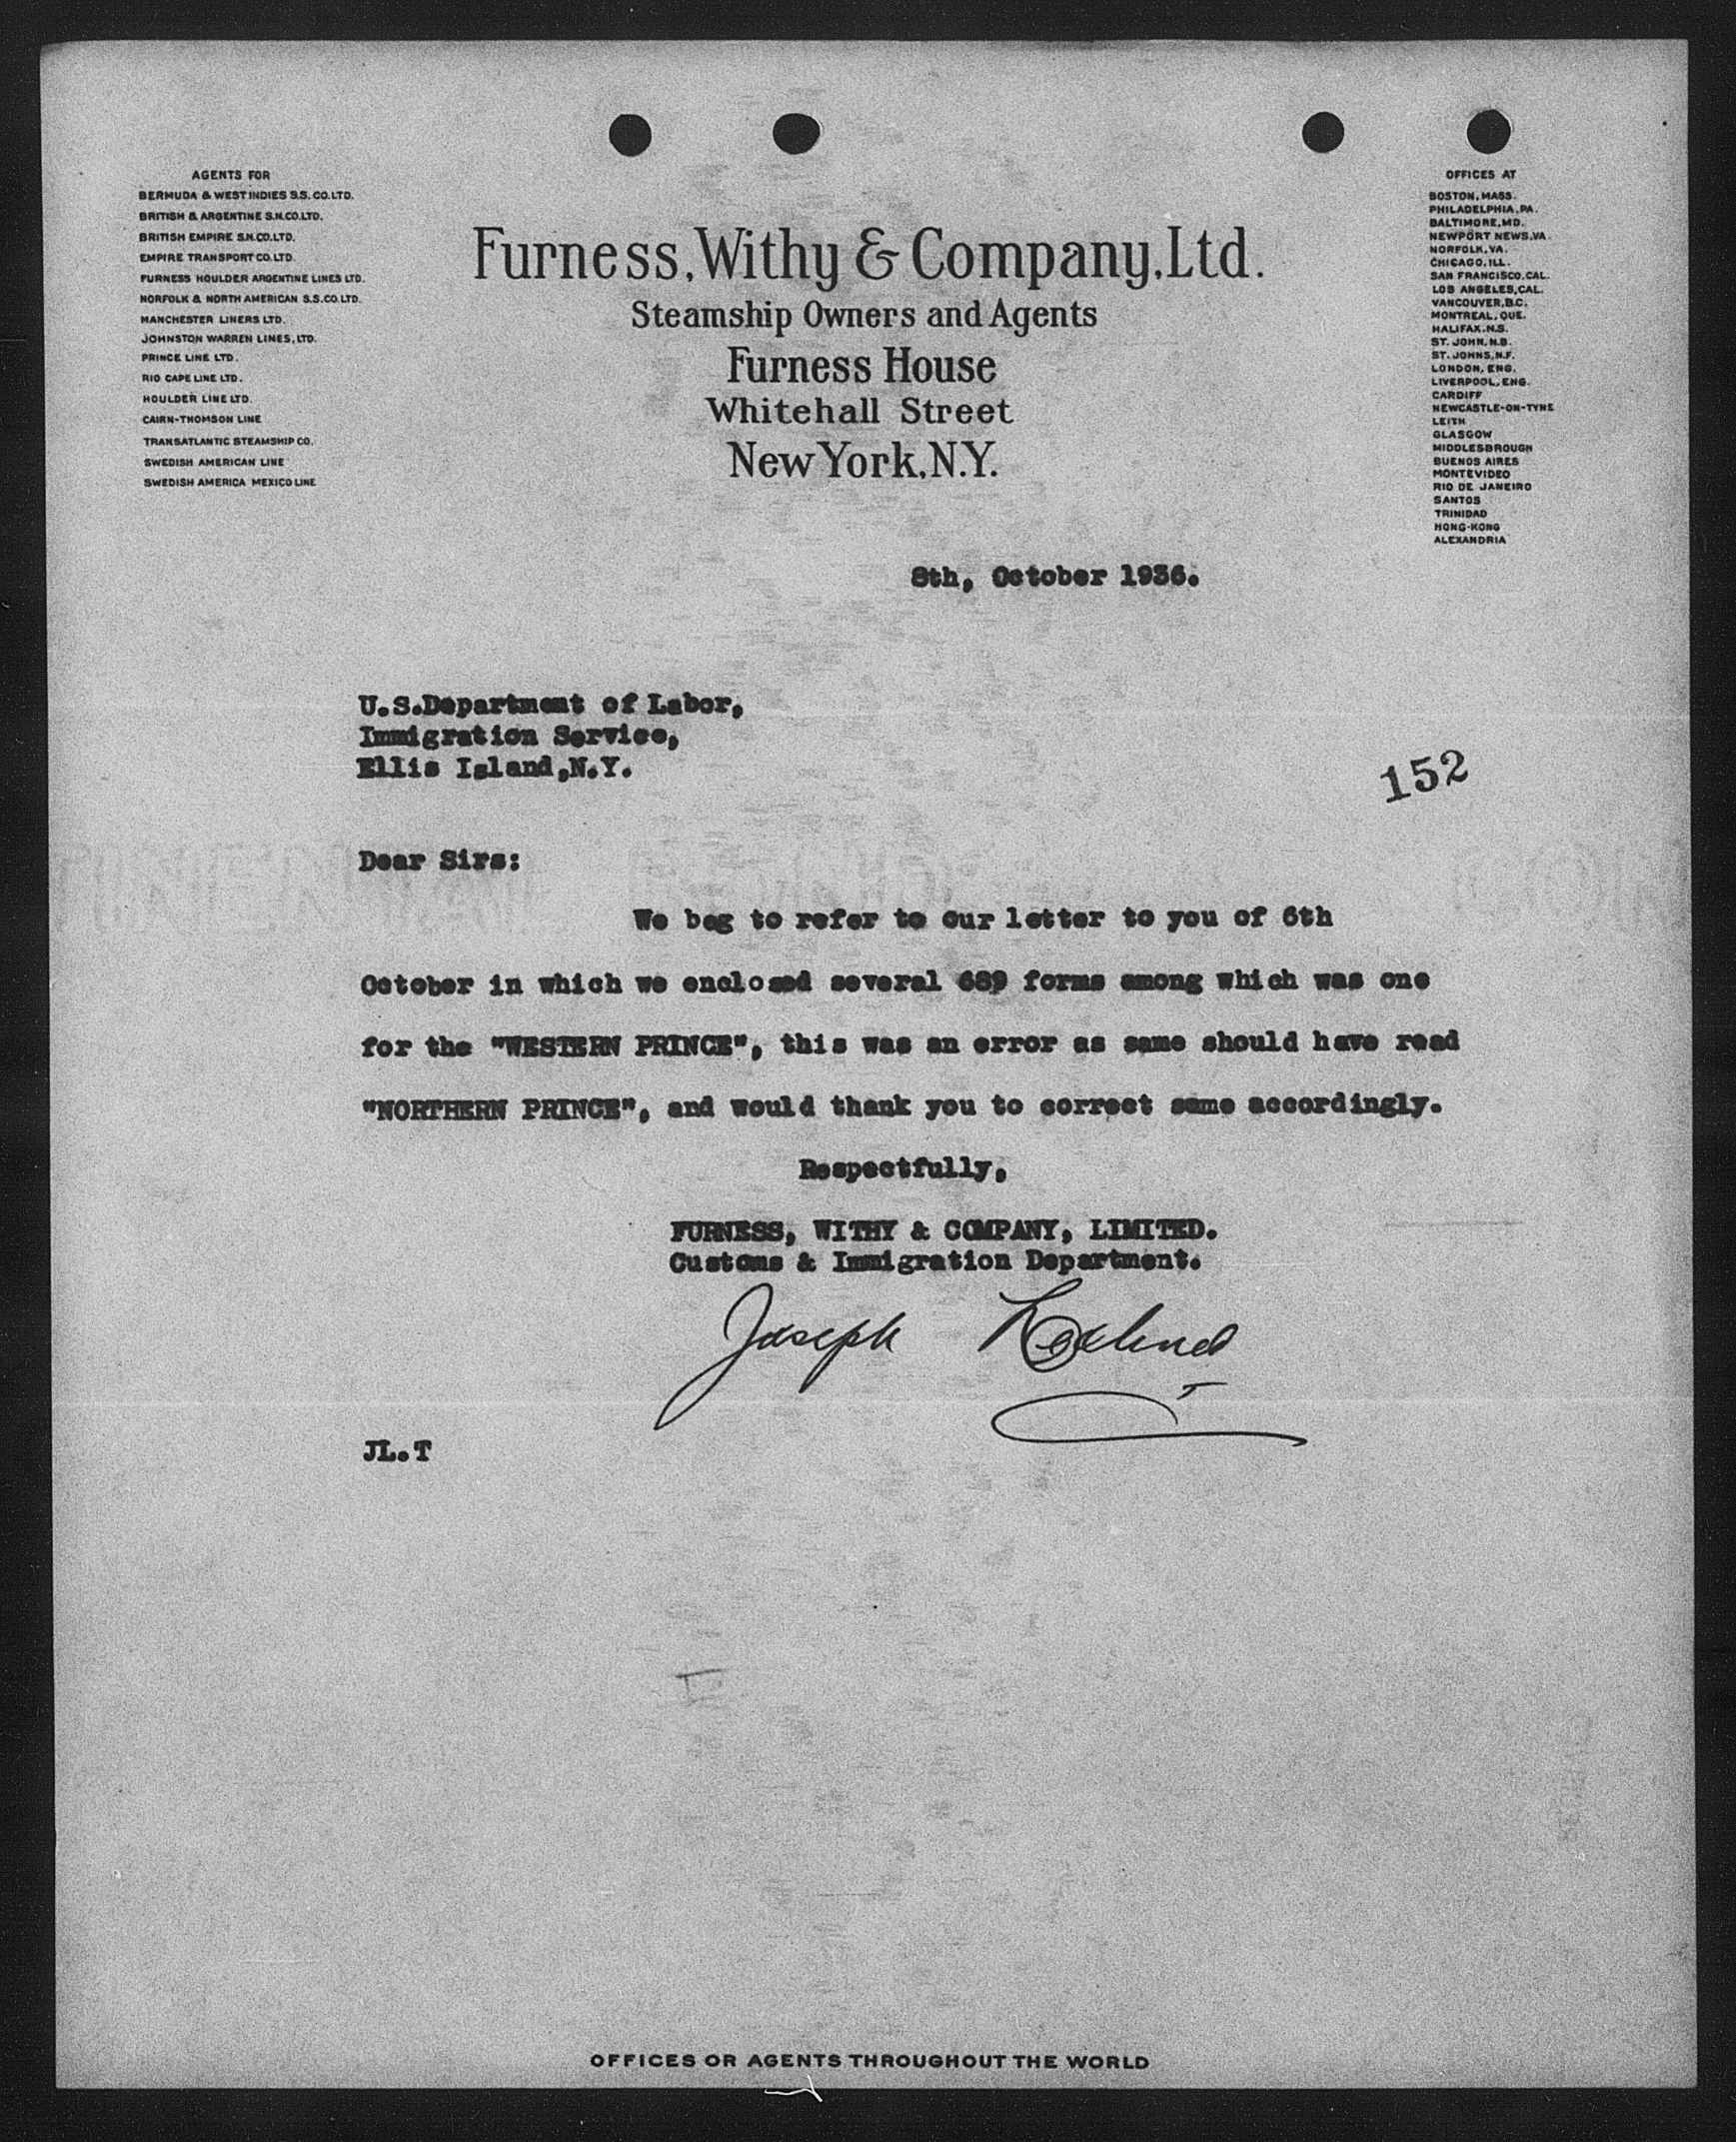 AGENTS FOR
BERMUDA & WEST INDIES S.S. CO. LTD.
BRITISH & ARGENTINE S.N.CO.LTD.
BRITISH EMPIRE S.N.CO.LTD.
EMPIRE TRANSPORT CO. LTD.
FURNESS HOULDER ARGENTINE LINES LTD.
NORFOLK & NORTH AMERICAN S.S.CO.LTD.
MANCHESTER LINERS LTD.
JOHNSTON WARREN LINES, LTD.
PRINCE LINE LTD.
RIO CAPE LINE LTD.
HOULDER LINE LTD.
CAIRN-THOMSON LINE
TRANSATLANTIC STEAMSHIP CO.
SWEDISH AMERICAN LINE
SWEDISH AMERICA MEXICO LINE
Furness, Withy & Company, Ltd.
Steamship Owners and Agents
Furness House
Whitehall Street
New York, N.Y.
OFFICES AT
BOSTON, MASS.
PHILADELPHIA, PA.
BALTIMORE, MD.
NEWPORT NEWS, VA.
NORFOLK, VA.
CHICAGO, ILL.
SAN FRANCISCO, CAL.
LOS ANGELES, CAL.
VANCOUVER, B.C.
MONTREAL, QUE.
HALIFAX, N.S.
ST. JOHN, N.B.
ST. JOHNS, N.F.
LONDON, ENG.
LIVERPOOL, ENG.
CARDIFF
NEWCASTLE-ON-TYNE
LEITH
GLASGOW
MIDDLESBROUGH
BUENOS AIRES
MONTEVIDEO
RIO DE JANEIRO
SANTOS
TRINIDAD
HONG-KONG
ALEXANDRIA
8th, October 1936.
U.S.Department of Labor,
Immigration Service,
Ellis Island,N.Y.
152
Dear Sirs:
We beg to refer to our letter to you of 6th
October in which we enclosed several 689 forms among which was one
for the "WESTERN PRINCE", this was an error as same should have read
"NORTHERN PRINCE", and would thank you to correct same accordingly.
Respectfully,
FURNESS, WITHY & COMPANY, LIMITED.
Customs & Immigration Department.
Joseph
JL.T
OFFICES OR AGENTS THROUGHOUT THE WORLD